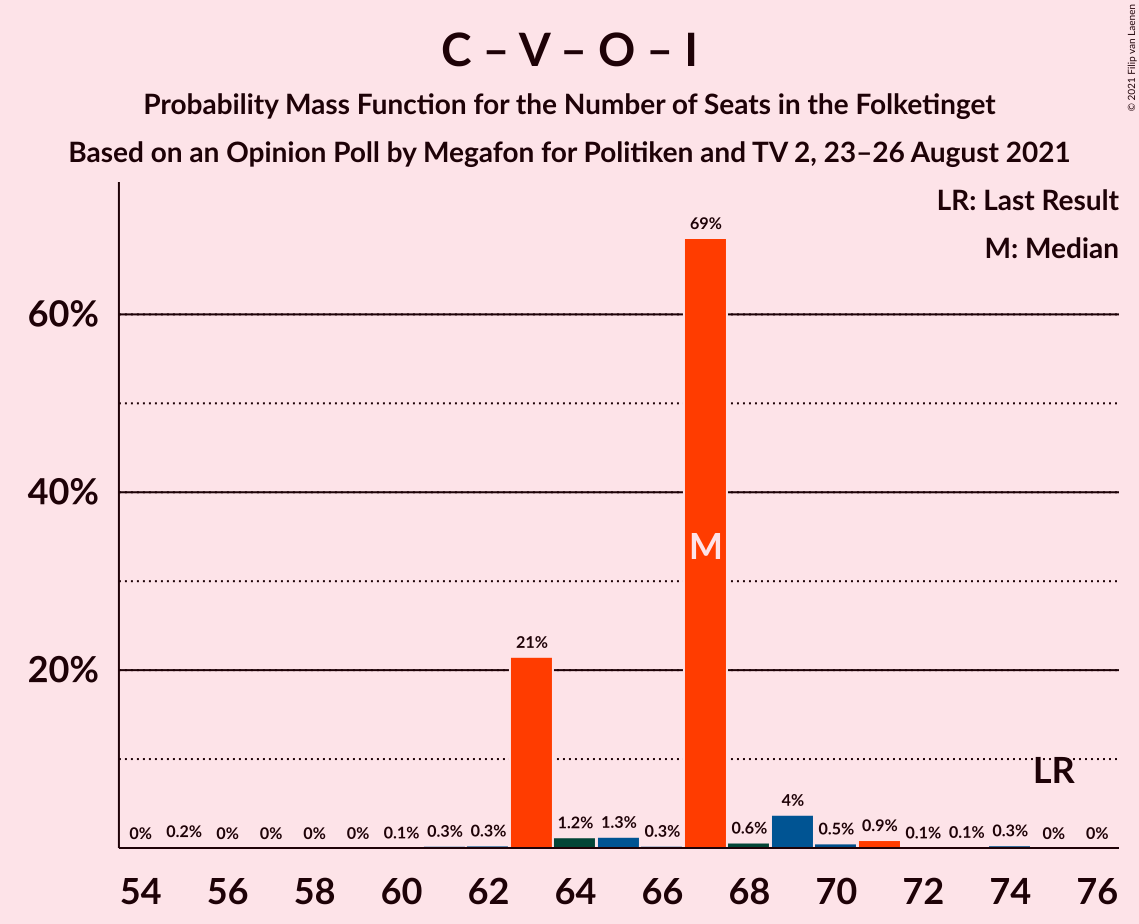 C – V – O – I
Probability Mass Function for the Number of Seats in the Folketinget
Based on an Opinion Poll by Megafon for Politiken and TV 2, 23–26 August 2021
© 2021 Filip van Laenen
LR: Last Result
M: Median
60%
40%
20%
69%
M
21%
LR
0% 0.2% 0% 0% 0% 0% 0.1% 0.3% 0.3% 1.2% 1.3% 0.3% 0.6% 4% 0.5% 0.9% 0.1% 0.1% 0.3% 0% 0%
54 56 58 60 62 64 66 68 70 72 74 76